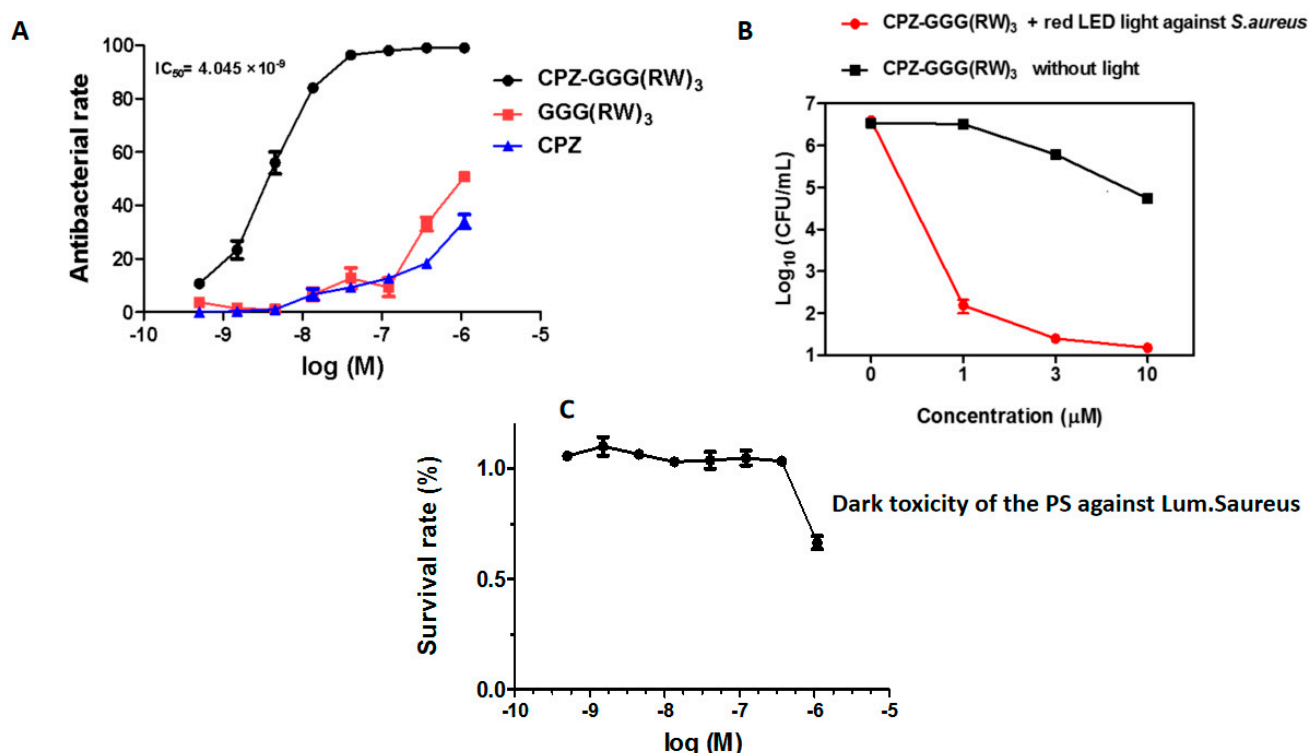 A
Antibacterial rate
100
80
60
40
20
0
IC₅₀= 4.045 ×10⁻⁹
CPZ-GGG(RW)₃
GGG(RW)₃
CPZ
-10 -9 -8 -7 -6 -5
log (M)
B
CPZ-GGG(RW)₃ + red LED light against S.aureus
CPZ-GGG(RW)₃ without light
Log₁₀ (CFU/mL)
7
6
5
4
3
2
1
0 1 3 10
Concentration (μM)
C
Survival rate (%)
1.0
0.5
0.0
Dark toxicity of the PS against Lum.Saureus
-10 -9 -8 -7 -6 -5
log (M)